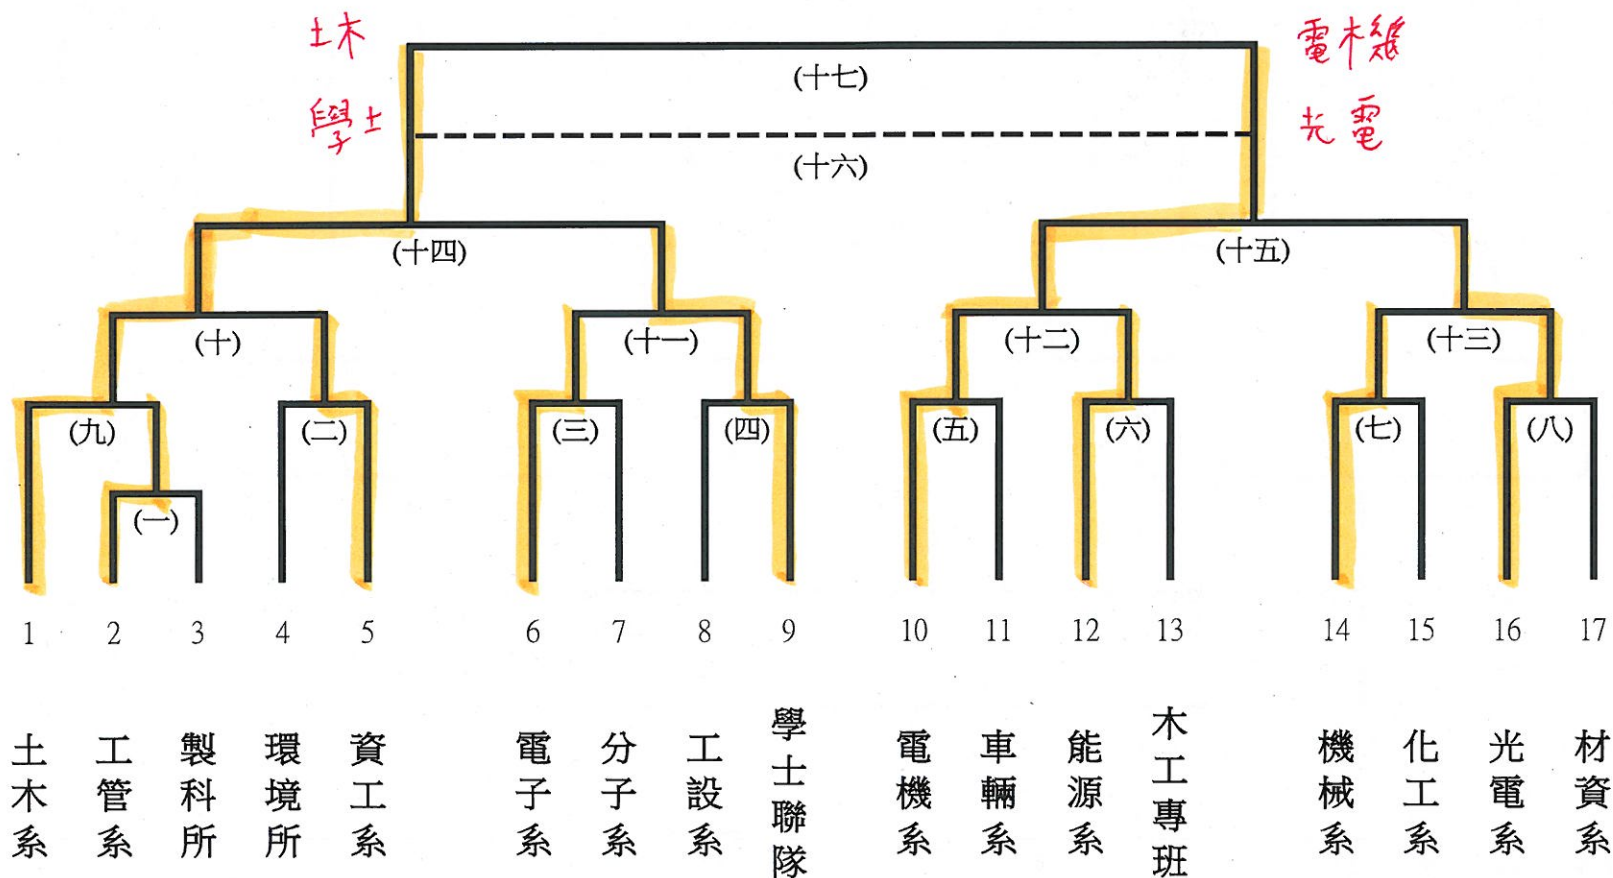 土木
電機
(十七)
學士
光電
(十六)
(十四)
(十五)
(十)
(十一)
(十二)
(十三)
(九)
(二)
(三)
(四)
(五)
(六)
(七)
(八)
(一)
1 2 3 4 5 6 7 8 9 10 11 12 13 14 15 16 17
土木系
工管系
製科所
環境所
資工系
電子系
分子系
工設系
學士聯隊
電機系
車輛系
能源系
木工專班
機械系
化工系
光電系
材資系